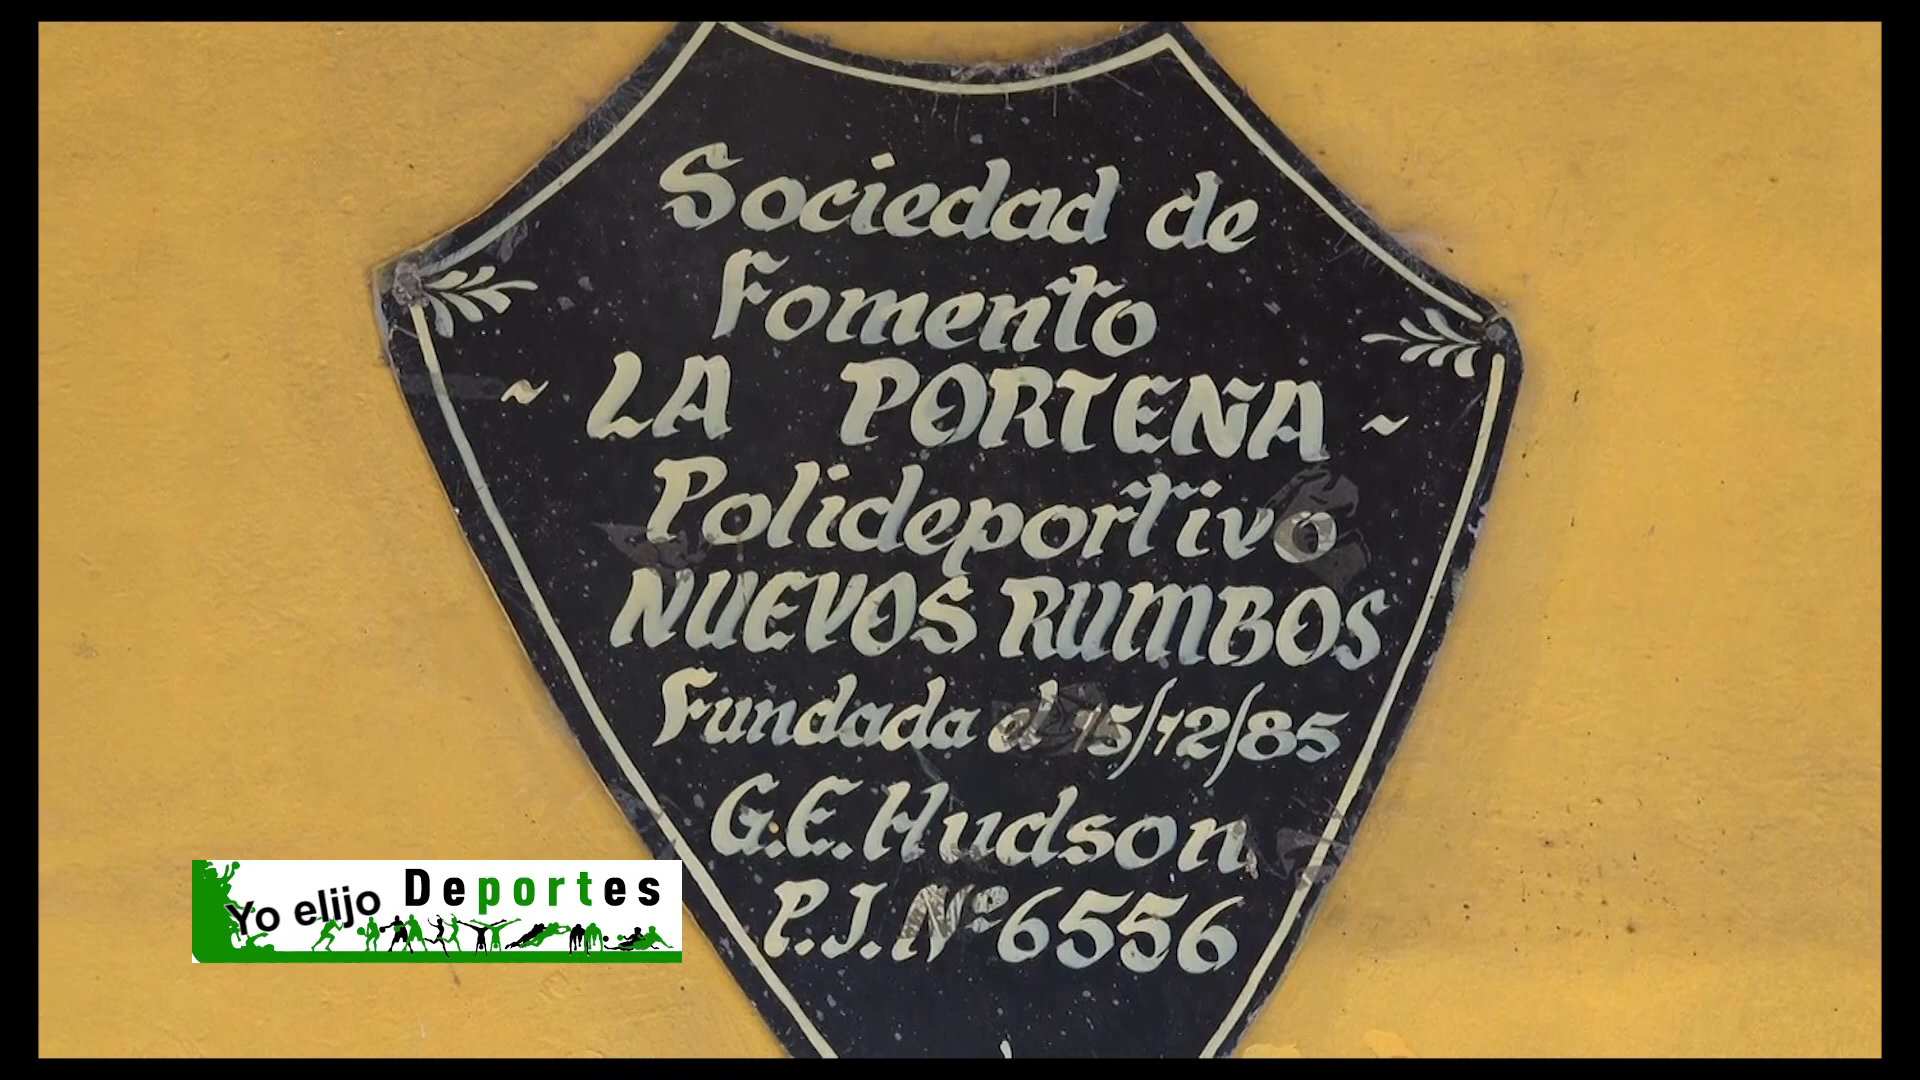 Sociedad de
Fomento
~ LA PORTEÑA ~
Polideportivo
NUEVOS RUMBOS
Fundada el 15/12/85
G.E. Hudson
P.J. Nº 6556
Yo elijo Deportes